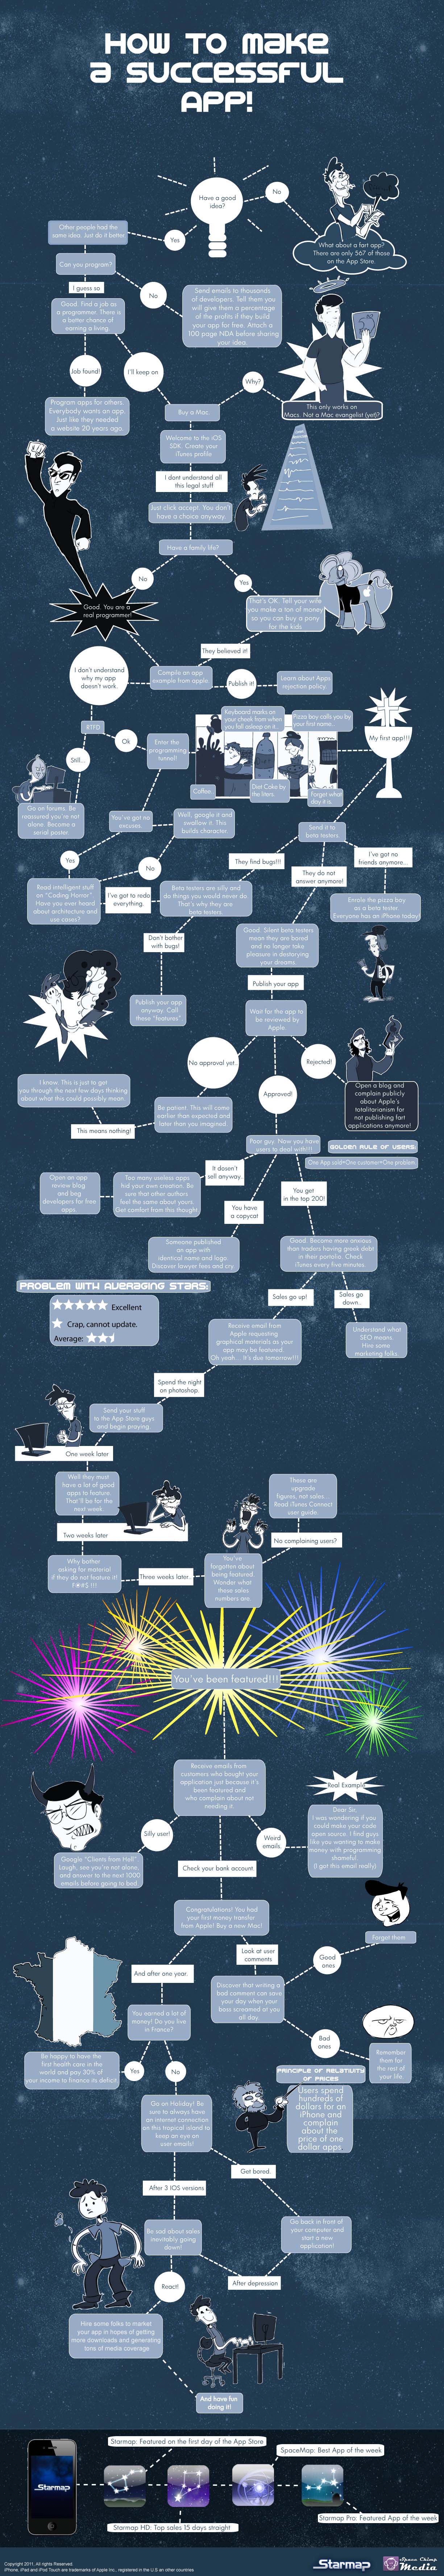 HOW TO MAKE
A SUCCESSFUL
APP!
Have a good
idea?
No
Yes
What about a fart app?
There are only 567 of those
on the App Store.
Other people had the
same idea. Just do it better.
Can you program?
I guess so
No
Good. Find a job as
a programmer. There is
a better chance of
earning a living.
Send emails to thousands
of developers. Tell them you
will give them a percentage
of the profits if they build
your app for free. Attach a
100 page NDA before sharing
your idea.
Job found!
I'll keep on
Why?
Program apps for others.
Everybody wants an app.
Just like they needed
a website 20 years ago.
Buy a Mac.
This only works on
Macs. Not a Mac evangelist (yet)?
Welcome to the iOS
SDK. Create your
iTunes profile
I dont understand all
this legal stuff
Just click accept. You don't
have a choice anyway.
Have a family life?
No
Yes
Good. You are a
real programmer!
That's OK. Tell your wife
you make a ton of money
so you can buy a pony
for the kids.
They believed it!
I don't understand
why my app
doesn't work.
Compile an app
example from apple.
Publish it!
Learn about Apps
rejection policy.
RTFD
Ok
Still...
Enter the
programming
tunnel!
Keyboard marks on
your cheek from when
you fall asleep on it...
Pizza boy calls you by
your first name.
My first app!!!
Coffee
Diet Coke by
the liters
Forget what
day it is.
Go on forums. Be
reassured you're not
alone. Become a
serial poster.
You've got no
excuses.
Well, google it and
swallow it. This
builds character.
Send it to
beta testers.
Yes
No
They find bugs!!!
They do not
answer anymore!
I've got no
friends anymore...
Read intelligent stuff
on "Coding Horror".
Have you ever heard
about architecture and
use cases?
I've got to redo
everything.
Beta testers are silly and
do things you would never do.
That's why they are
beta testers.
Enrole the pizza boy
as a beta tester
Everyone has an iPhone today!
Don't bother
with bugs!
Good. Silent beta testers
mean they are bored
and no longer take
pleasure in destorying
your dreams.
Publish your app
Publish your app
anyway. Call
those "features"
Wait for the app to
be reviewed by
Apple.
No approval yet...
Rejected!
Approved!
I know. This is just to get
you through the next few days thinking
about what this could possibly mean.
Be patient. This will come
earlier than expected and
later than you imagined.
Open a blog and
complain publicly
about Apple's
totalitarianism for
not publishing fart
applications anymore!
This means nothing!
Poor guy. Now you have
users to deal with!!!
GOLDEN RULE OF USERS:
One App sold=One customer=One problem
It doesn't
sell anyway.
You have
a copycat
You get
in the top 200!
Open an app
review blog
and beg
developers for free
apps.
Too many useless apps
hid your own creation. Be
sure that other authors
feel the same about yours.
Get comfort from this thought
Someone published
an app with
identical name and logo.
Discover lawyer fees and cry.
Good. Become more anxious
than traders having greek debt
in their portfolio. Check
iTunes every five minutes.
PROBLEM WITH AVERAGING STARS:
Excellent
Crap, cannot update.
Average:
Sales go up!
Sales go
down..
Receive email from
Apple requesting
graphical materials as your
app may be featured.
Oh yeah... It's due tomorrow!!!
Understand what
SEO means.
Hire some
marketing folks.
Spend the night
on photoshop.
Send your stuff
to the App Store guys
and begin praying.
One week later
Well they must
have a lot of good
apps to feature.
That'll be for the
next week.
These are
upgrade
figures, not sales...
Read iTunes Connect
user guide.
Two weeks later
No complaining users?
Why bother
asking for material
if they do not feature it!
F@#$ !!!
Three weeks later...
You've
forgotten about
being featured.
Wonder what
these sales
numbers are.
You've been featured!!!
Receive emails from
customers who bought your
application just because it's
been featured and
who complain about not
needing it.
Real Example
Silly user!
Weird
emails
Dear Sir,
I was wondering if you
could make your code
open source. I find guys
like you wanting to make
money with programming
shameful.
(I got this email really).
Google "Clients from Hell".
Laugh, see you're not alone,
and answer to the next 1000
emails before going to bed.
Check your bank account.
Congratulations! You had
your first money transfer
from Apple! Buy a new Mac!
Forget them
Look at user
comments
Good
ones
And after one year.
Discover that writing a
bad comment can save
your day when your
boss screamed at you
all day.
You earned a lot of
money! Do you live
in France?
Bad
ones
Be happy to have the
first health care in the
world and pay 30% of
your income to finance its deficit.
Yes
No
Remember
them for
the rest of
your life.
PRINCIPLE OF RELATIVITY
OF PRICES
Users spend
hundreds of
dollars for an
iPhone and
complain
about the
price of one
dollar apps
Go on Holiday! Be
sure to always have
an internet connection
on this tropical island to
keep an eye on
user emails!
Get bored
After 3 IOS versions
Be sad about sales
inevitably going
down!
Go back in front of
your computer and
start a new
application!
React!
After depression
Hire some folks to market
your app in hopes of getting
more downloads and generating
tons of media coverage
And have fun
doing it!
Starmap: Featured on the first day of the App Store
SpaceMap: Best App of the week
Starmap
Starmap HD: Top sales 15 days straight
Starmap Pro: Featured App of the week
Copyright 2011, All rights Reserved.
iPhone, iPad and iPod Touch are trademarks of Apple Inc., registered in the U.S and other countries.
Starmap
Space Chimp
Media